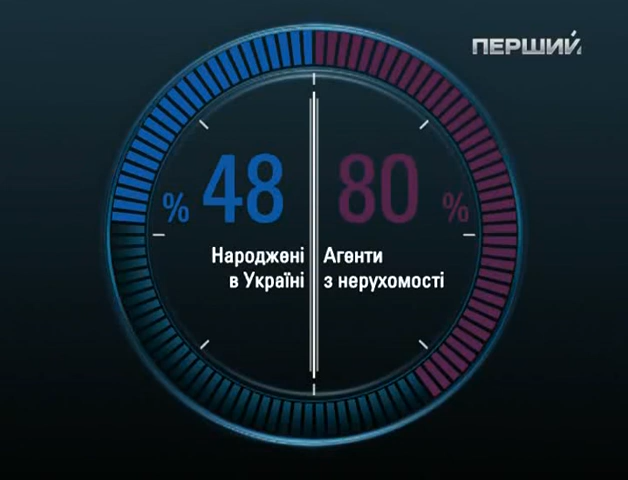 ПЕРШИЙ
% 48 80 %
Народжені
в Україні
Агенти
з нерухомості